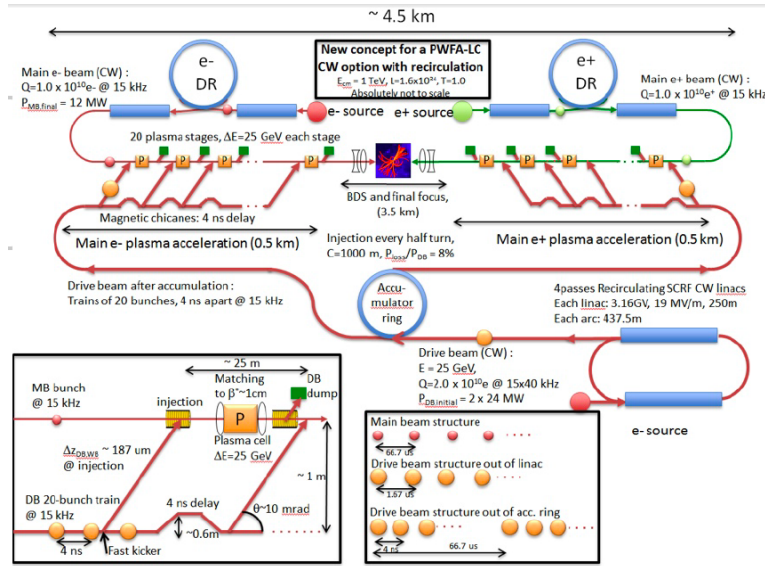 ~ 4.5 km
Main e- beam (CW) :
Q=1.0 x 10¹⁰e- @ 15 kHz
P_MB,final = 12 MW
e-
DR
New concept for a PWFA-LC
CW option with recirculation
E_cm = 1 TeV, L=1.6x10³⁴, T=1.0
Absolutely not to scale
e+
DR
Main e+ beam (CW) :
Q=1.0 x 10¹⁰e⁺ @ 15 kHz
e- source
e+ source
20 plasma stages, ΔE=25 GeV each stage
P
P
P
P
P
P
P
P
BDS and final focus,
(3.5 km)
Magnetic chicanes: 4 ns delay
Main e- plasma acceleration (0.5 km)
Main e+ plasma acceleration (0.5 km)
Injection every half turn,
C=1000 m, P_loss/P_DB = 8%
Drive beam after accumulation :
Trains of 20 bunches, 4 ns apart @ 15 kHz
Accu-
mulator
ring
4passes Recirculating SCRF CW linacs
Each linac: 3.16GV, 19 MV/m, 250m
Each arc: 437.5m
Drive beam (CW) :
E = 25 GeV,
Q=2.0 x 10¹⁰e @ 15x40 kHz
P_DBinitial = 2 x 24 MW
e- source
~ 25 m
MB bunch
@ 15 kHz
injection
Matching
to β*~1cm
DB
dump
P
Plasma cell
ΔE=25 GeV
Δz_DB,WB ~ 187 um
@ injection
~ 1 m
DB 20-bunch train
@ 15 kHz
4 ns delay
θ~10 mrad
~0.6m
4 ns
Fast kicker
Main beam structure
66.7 us
Drive beam structure out of linac
1.67 us
Drive beam structure out of acc. ring
4 ns
66.7 us